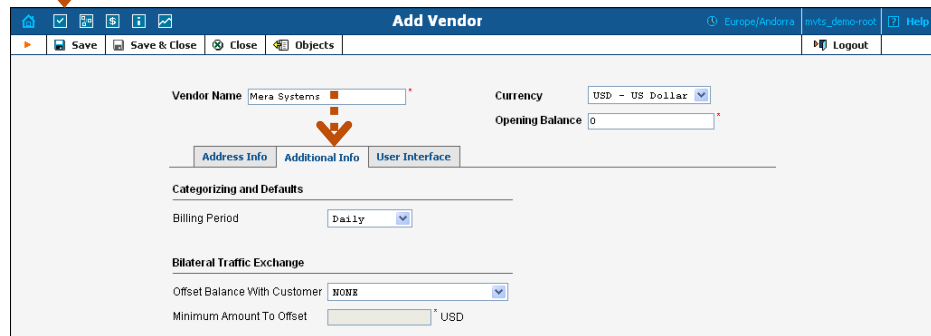 Add Vendor
Europe/Andorra mvts_demo-root ? Help
Save Save & Close Close Objects Logout
Vendor Name Mera Systems * Currency USD - US Dollar
Opening Balance 0 *
Address Info Additional Info User Interface
Categorizing and Defaults
Billing Period Daily
Bilateral Traffic Exchange
Offset Balance With Customer NONE
Minimum Amount To Offset * USD